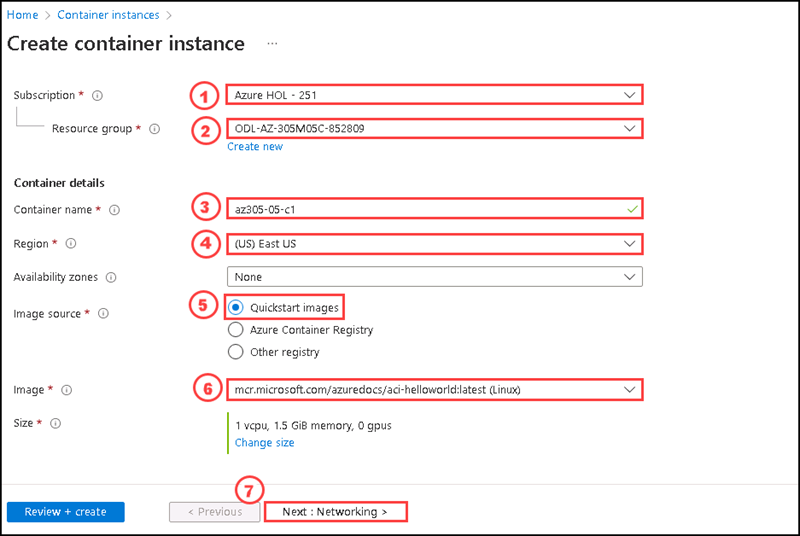 Home > Container instances >
Create container instance ...
Subscription * 1 Azure HOL - 251
Resource group * 2 ODL-AZ-305M05C-852809
Create new
Container details
Container name * 3 az305-05-c1
Region * 4 (US) East US
Availability zones None
Image source * 5 Quickstart images
Azure Container Registry
Other registry
Image * 6 mcr.microsoft.com/azuredocs/aci-helloworld:latest (Linux)
Size * 1 vcpu, 1.5 GiB memory, 0 gpus
Change size
7
Review + create < Previous Next : Networking >